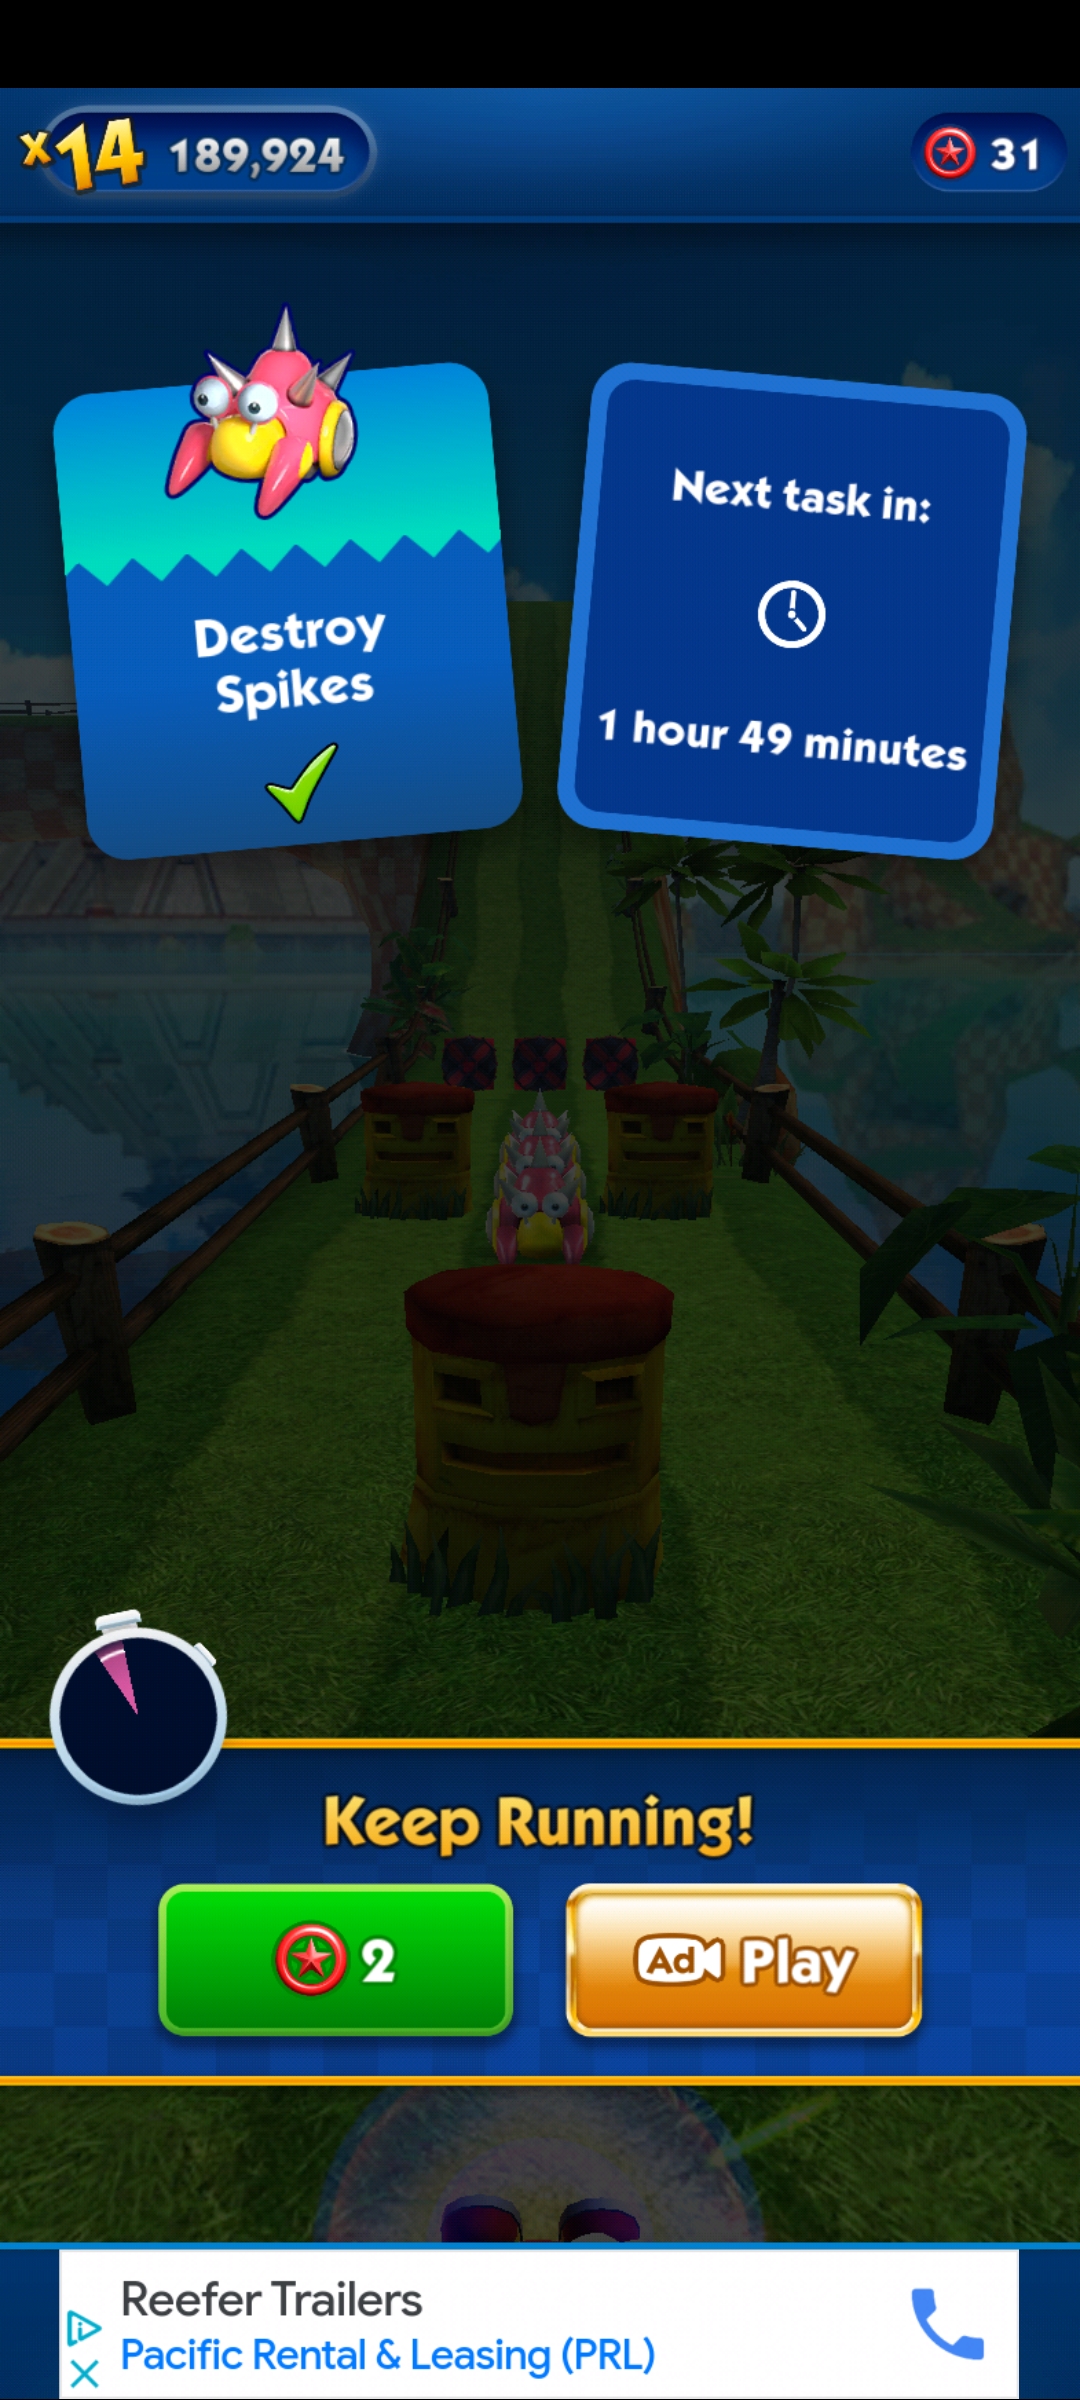 x14 189,924
31
Destroy
Spikes
Next task in:
1 hour 49 minutes
Keep Running!
2
Ad Play
Reefer Trailers
Pacific Rental & Leasing (PRL)